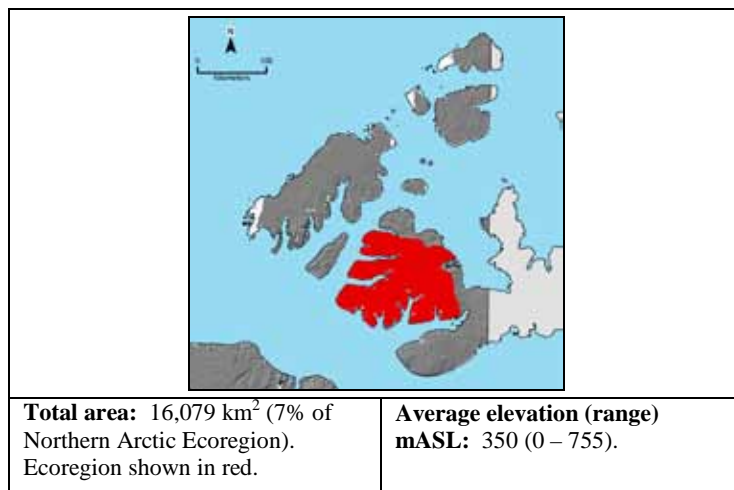 N
0
Total area: 16,079 km2 (7% of
Northern Arctic Ecoregion).
Ecoregion shown in red.
Average elevation (range)
mASL: 350 (0 – 755).